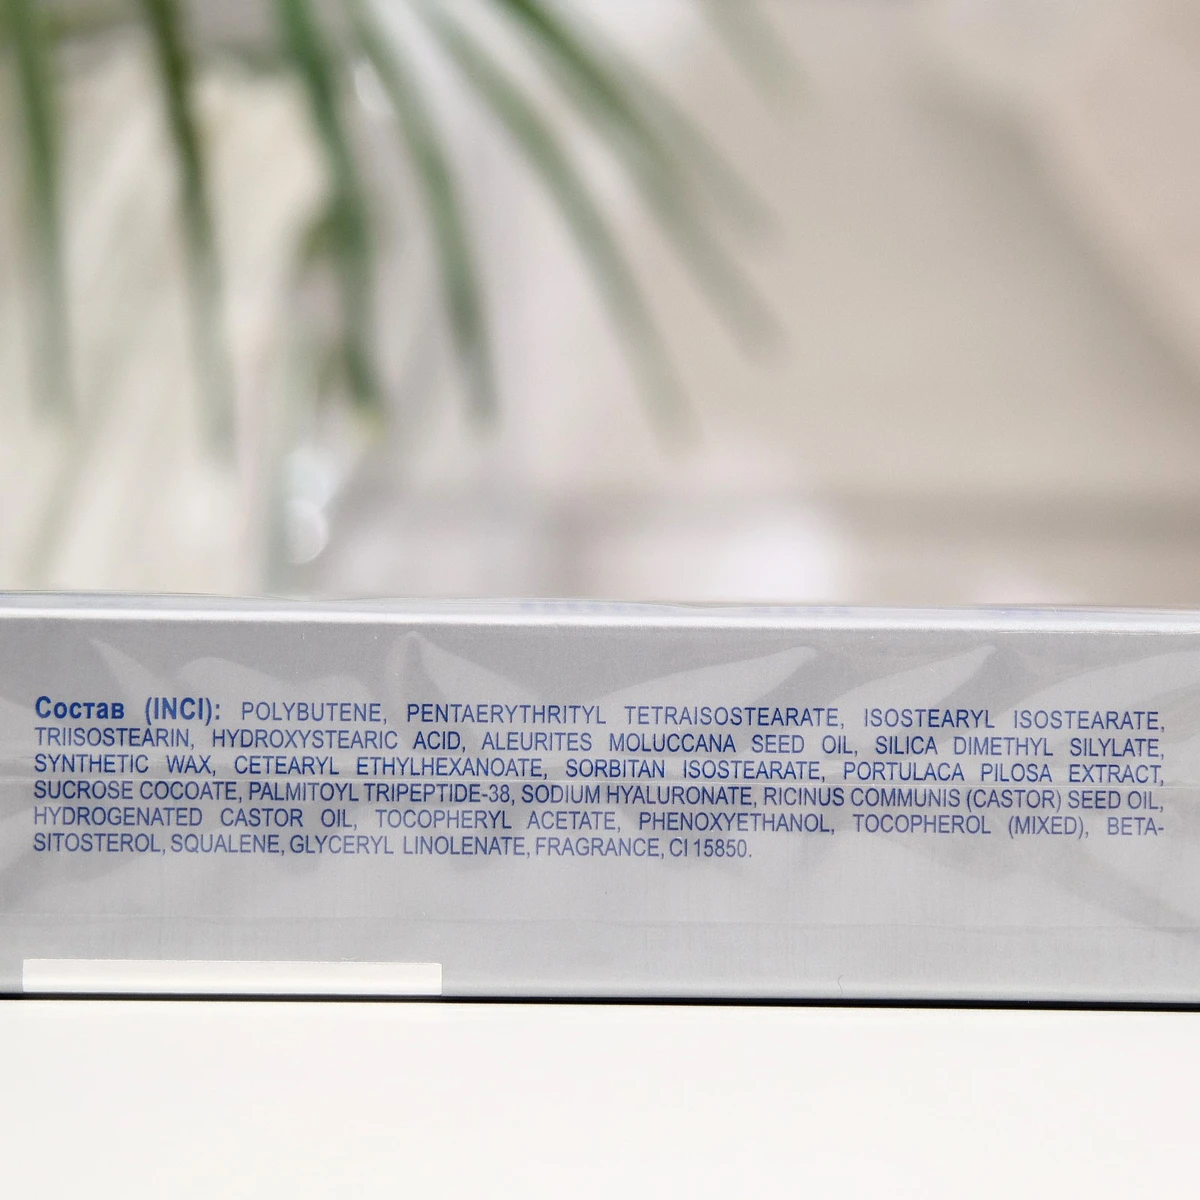 Состав (INCI): POLYBUTENE, PENTAERYTHRITYL TETRAISOSTEARATE, ISOSTEARYL ISOSTEARATE,
TRIISOSTEARIN, HYDROXYSTEARIC ACID, ALEURITES MOLUCCANA SEED OIL, SILICA DIMETHYL SILYLATE,
SYNTHETIC WAX, CETEARYL ETHYLHEXANOATE, SORBITAN ISOSTEARATE, PORTULACA PILOSA EXTRACT,
SUCROSE COCOATE, PALMITOYL TRIPEPTIDE-38, SODIUM HYALURONATE, RICINUS COMMUNIS (CASTOR) SEED OIL,
HYDROGENATED CASTOR OIL, TOCOPHERYL ACETATE, PHENOXYETHANOL, TOCOPHEROL (MIXED), BETA-
SITOSTEROL, SQUALENE, GLYCERYL LINOLENATE, FRAGRANCE, CI 15850.